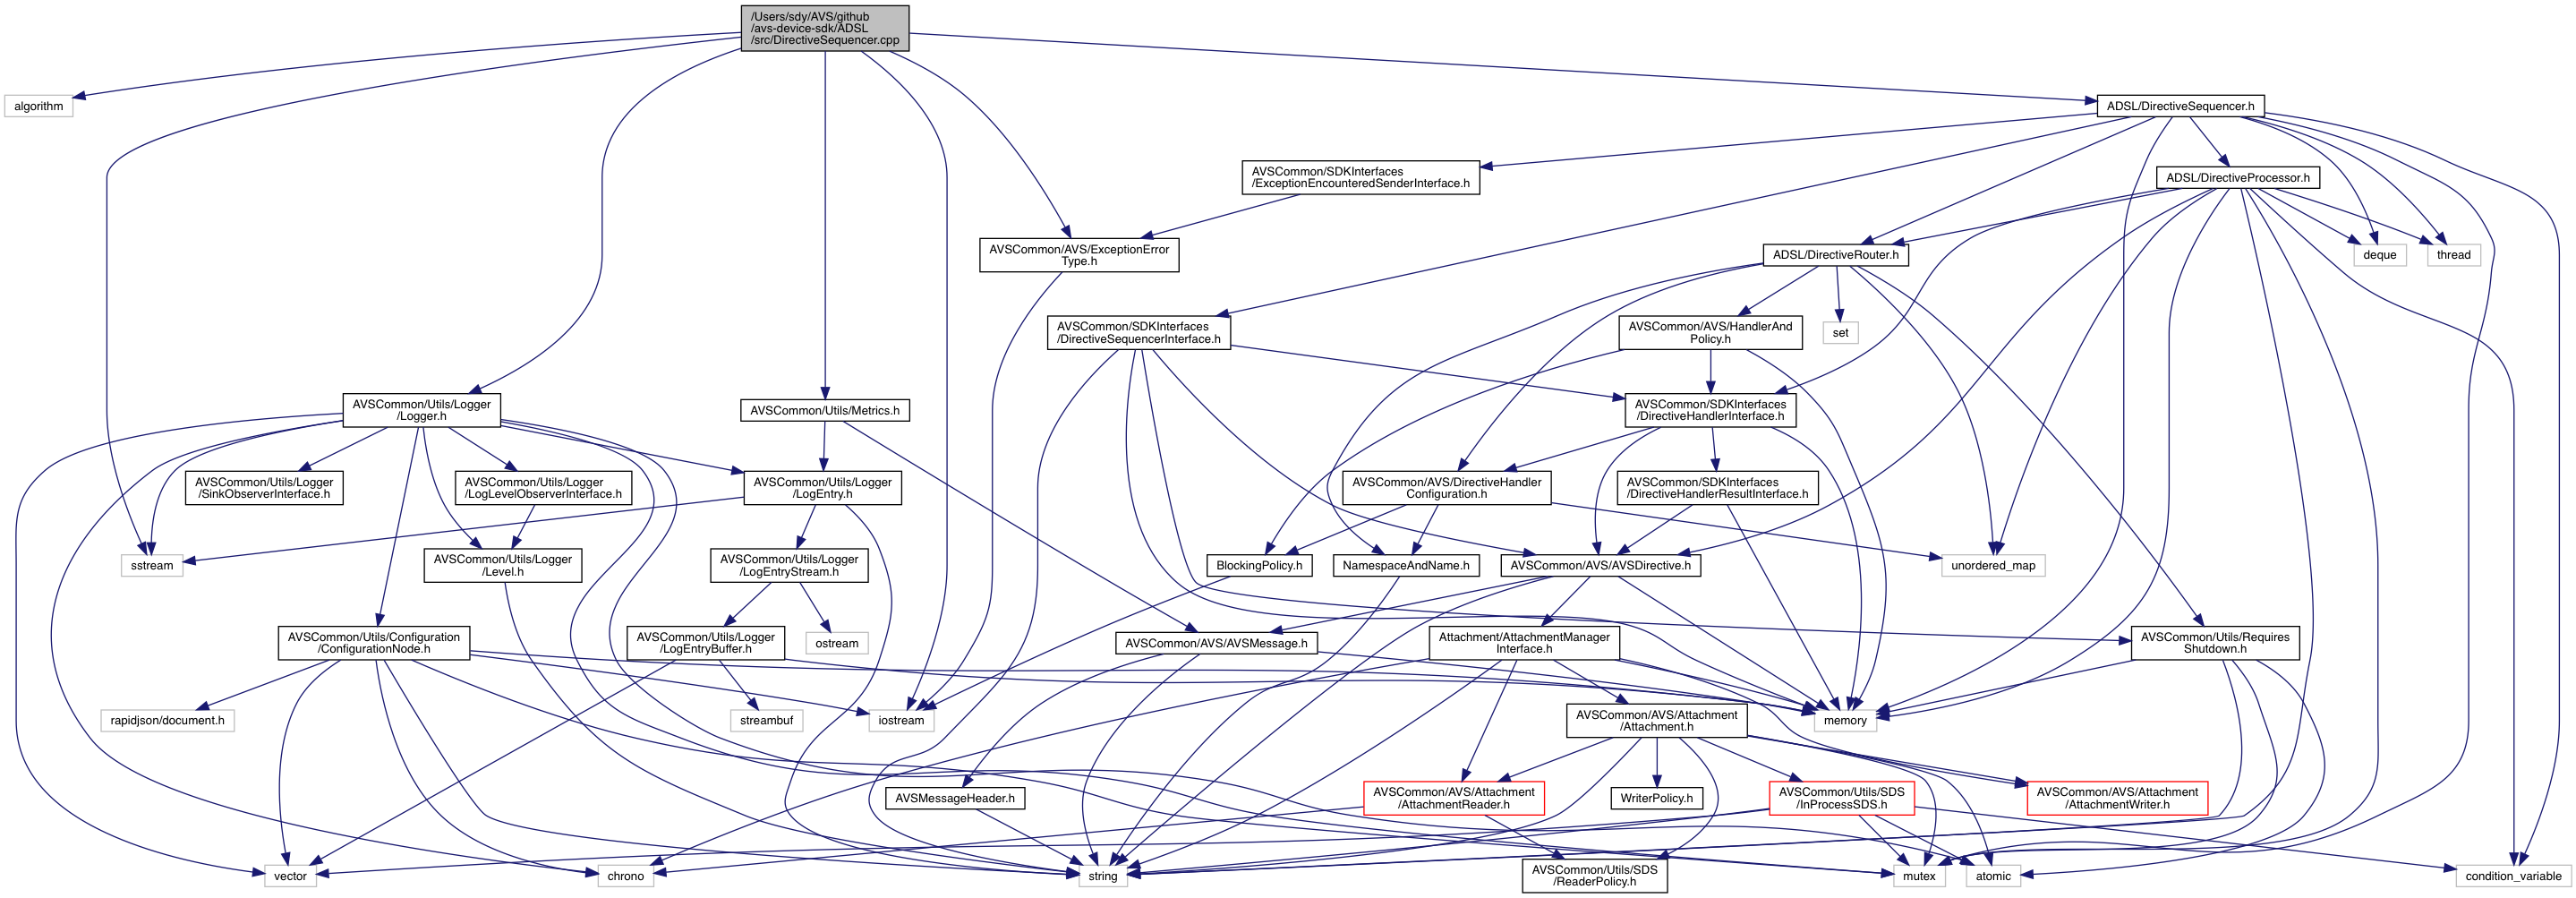 /Users/sdy/AVS/github
/avs-device-sdk/ADSL
/src/DirectiveSequencer.cpp
algorithm
ADSL/DirectiveSequencer.h
AVSCommon/SDKInterfaces
/ExceptionEncounteredSenderInterface.h
ADSL/DirectiveProcessor.h
AVSCommon/AVS/ExceptionError
Type.h
ADSL/DirectiveRouter.h
deque
thread
AVSCommon/SDKInterfaces
/DirectiveSequencerInterface.h
AVSCommon/AVS/HandlerAnd
Policy.h
set
AVSCommon/Utils/Logger
/Logger.h
AVSCommon/Utils/Metrics.h
AVSCommon/SDKInterfaces
/DirectiveHandlerInterface.h
AVSCommon/Utils/Logger
/SinkObserverInterface.h
AVSCommon/Utils/Logger
/LogLevelObserverInterface.h
AVSCommon/Utils/Logger
/LogEntry.h
AVSCommon/AVS/DirectiveHandler
Configuration.h
AVSCommon/SDKInterfaces
/DirectiveHandlerResultInterface.h
sstream
AVSCommon/Utils/Logger
/Level.h
AVSCommon/Utils/Logger
/LogEntryStream.h
BlockingPolicy.h
NamespaceAndName.h
AVSCommon/AVS/AVSDirective.h
unordered_map
AVSCommon/Utils/Configuration
/ConfigurationNode.h
AVSCommon/Utils/Logger
/LogEntryBuffer.h
ostream
AVSCommon/AVS/AVSMessage.h
Attachment/AttachmentManager
Interface.h
AVSCommon/Utils/Requires
Shutdown.h
rapidjson/document.h
streambuf
iostream
AVSCommon/AVS/Attachment
/Attachment.h
memory
AVSMessageHeader.h
AVSCommon/AVS/Attachment
/AttachmentReader.h
WriterPolicy.h
AVSCommon/Utils/SDS
/InProcessSDS.h
AVSCommon/AVS/Attachment
/AttachmentWriter.h
vector
chrono
string
AVSCommon/Utils/SDS
/ReaderPolicy.h
mutex
atomic
condition_variable